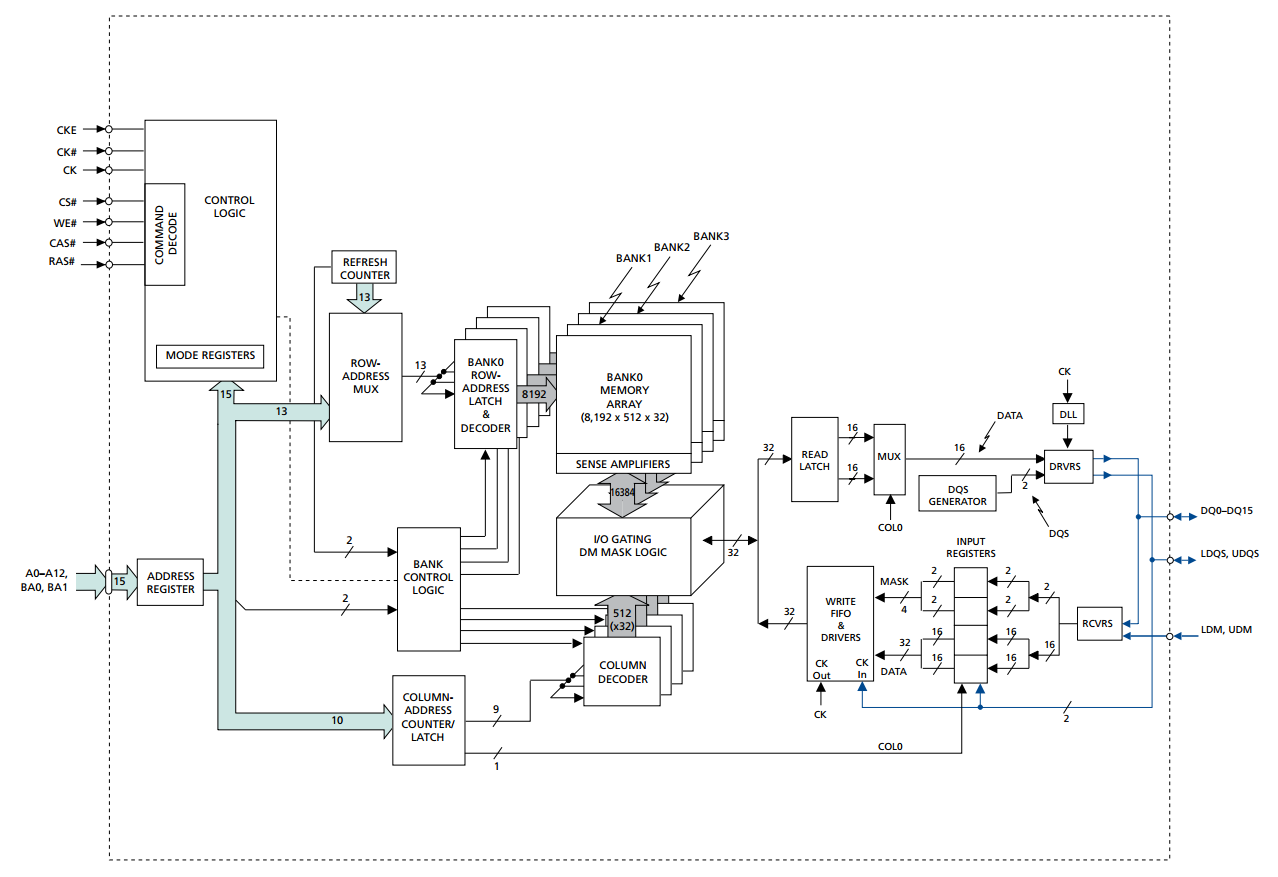 CKE
CK#
CK
CS#
WE#
CAS#
RAS#
COMMAND
DECODE
CONTROL
LOGIC
MODE REGISTERS
15
13
REFRESH
COUNTER
13
ROW-
ADDRESS
MUX
13
BANK0
ROW-
ADDRESS
LATCH
&
DECODER
8192
BANK1
BANK2
BANK3
BANK0
MEMORY
ARRAY
(8,192 x 512 x 32)
SENSE AMPLIFIERS
16384
I/O GATING
DM MASK LOGIC
32
512
(x32)
COLUMN
DECODER
A0–A12,
BA0, BA1
15
ADDRESS
REGISTER
2
2
BANK
CONTROL
LOGIC
10
COLUMN-
ADDRESS
COUNTER/
LATCH
9
1
COL0
32
READ
LATCH
16
16
MUX
COL0
16
DATA
DQS
GENERATOR
2
DQS
CK
DLL
DRVRS
DQ0–DQ15
LDQS, UDQS
LDM, UDM
INPUT
REGISTERS
32
WRITE
FIFO
&
DRIVERS
CK
Out
CK
In
CK
MASK
4
32
DATA
2
2
16
16
2
2
16
16
2
16
RCVRS
2